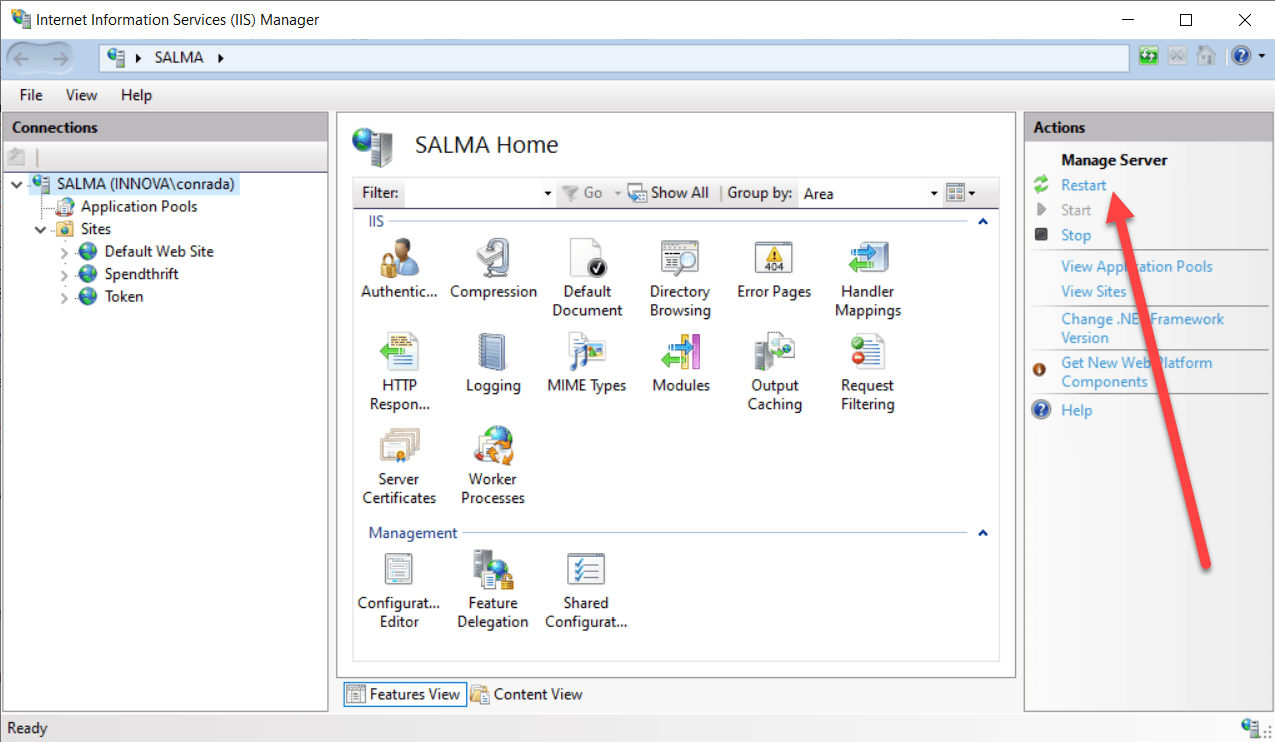 Internet Information Services (IIS) Manager
SALMA
File View Help
Connections
SALMA (INNOVA\conrada)
Application Pools
Sites
Default Web Site
Spendthrift
Token
SALMA Home
Filter: Go Show All Group by: Area
IIS
Authentic... Compression Default Directory Error Pages Handler
Document Browsing Mappings
404
HTTP Logging MIME Types Modules Output Request
Respon... Caching Filtering
Server Worker
Certificates Processes
Management
Configurat... Feature Shared
Editor Delegation Configurat...
Features View Content View
Actions
Manage Server
Restart
Start
Stop
View Application Pools
View Sites
Change .NET Framework
Version
Get New Web Platform
Components
Help
Ready